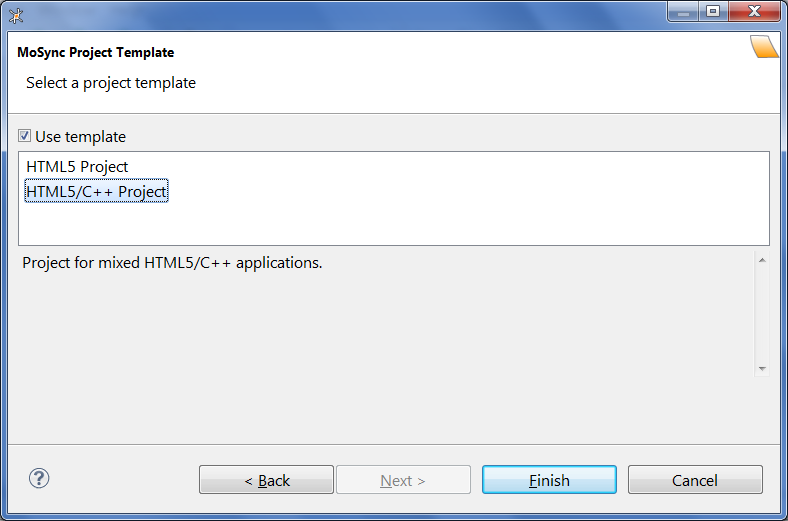 MoSync Project Template
Select a project template
Use template
HTML5 Project
HTML5/C++ Project
Project for mixed HTML5/C++ applications.
?
< Back
Next >
Finish
Cancel